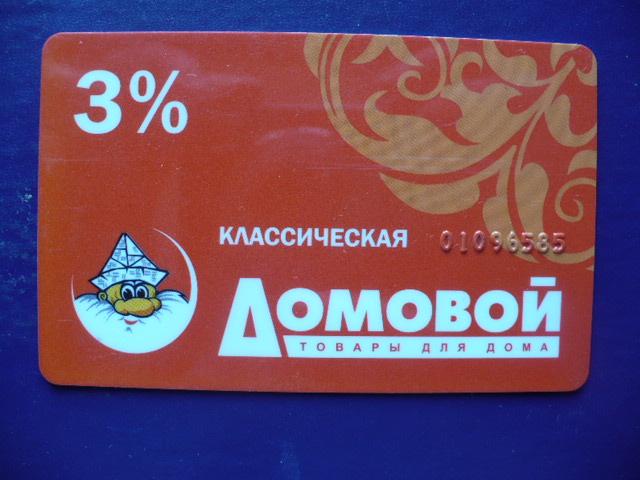 3%
КЛАССИЧЕСКАЯ 01096585
ДОМОВОЙ
ТОВАРЫ ДЛЯ ДОМА